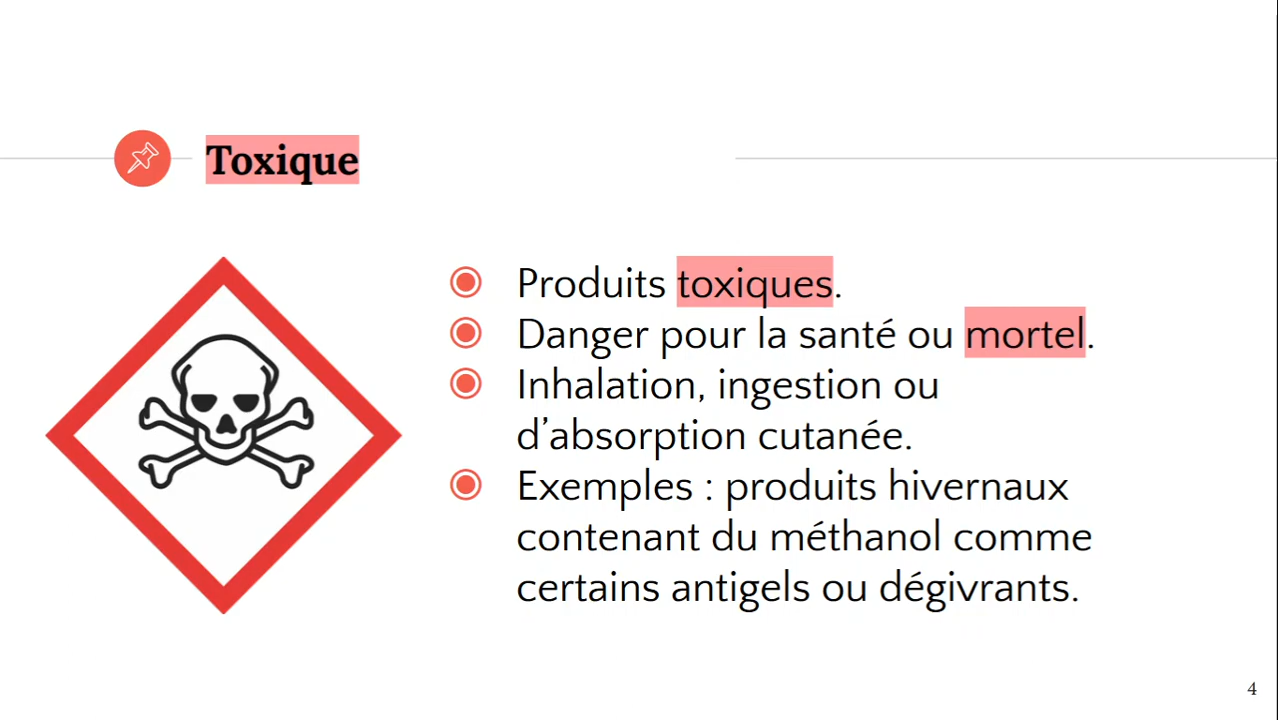 Toxique
Produits toxiques.
Danger pour la santé ou mortel.
Inhalation, ingestion ou
d’absorption cutanée.
Exemples : produits hivernaux
contenant du méthanol comme
certains antigels ou dégivrants.
4